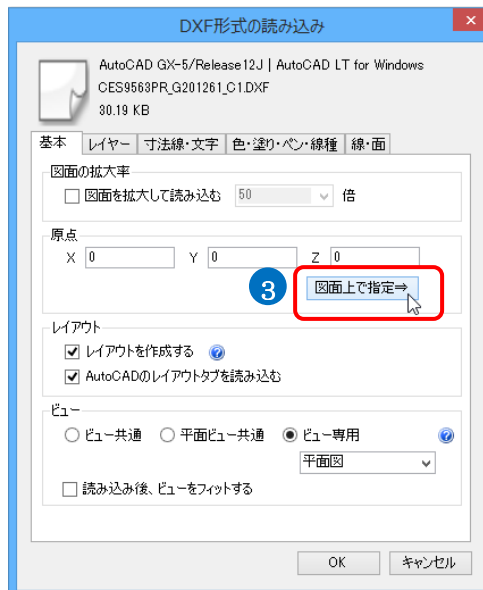 DXF形式の読み込み
×
AutoCAD GX-5/Release12J | AutoCAD LT for Windows
CES9563PR_G201261_C1.DXF
30.19 KB
基本 レイヤー 寸法線・文字 色・塗り・ペン・線種 線・面
図面の拡大率
図面を拡大して読み込む 50 倍
原点
X 0 Y 0 Z 0
3 図面上で指定⇒
レイアウト
レイアウトを作成する ?
AutoCADのレイアウトタブを読み込む
ビュー
ビュー共通 平面ビュー共通 ビュー専用 ?
平面図
読み込み後、ビューをフィットする
OK キャンセル